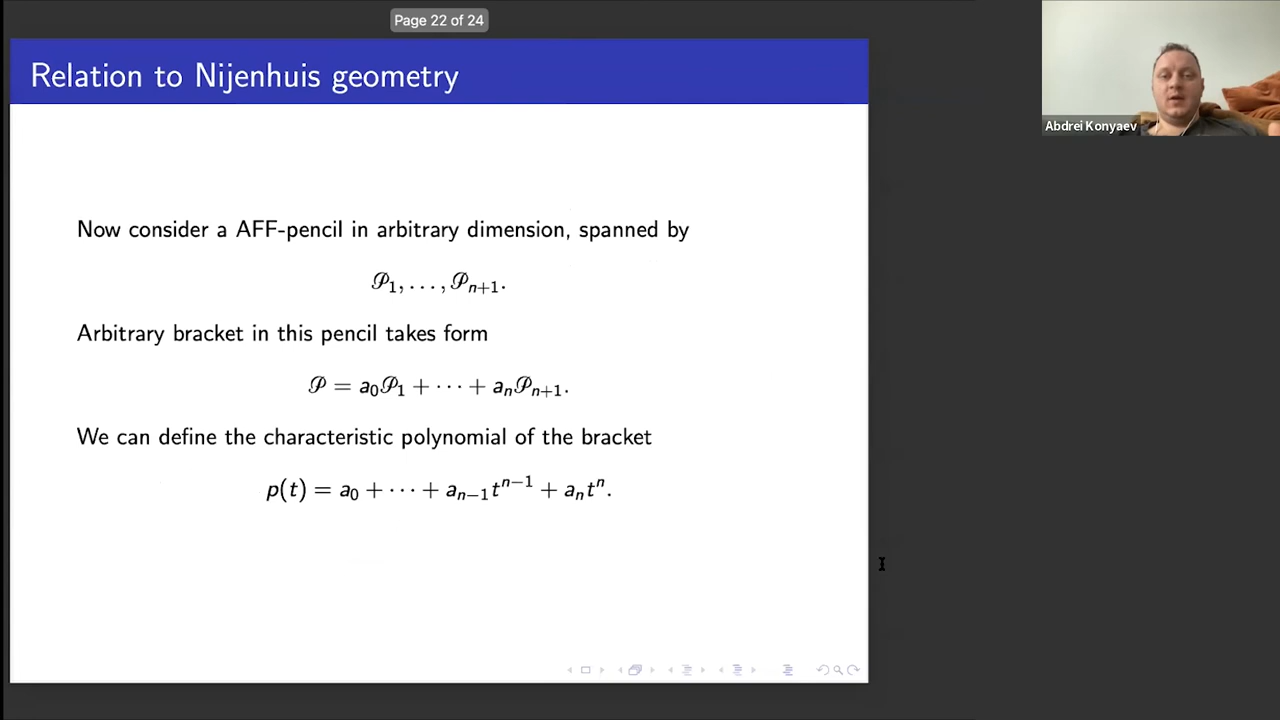 Page 22 of 24
Relation to Nijenhuis geometry
Abdrei Konyaev
Now consider a AFF-pencil in arbitrary dimension, spanned by
𝒫₁, . . . , 𝒫ₙ₊₁.
Arbitrary bracket in this pencil takes form
𝒫 = a₀𝒫₁ + · · · + aₙ𝒫ₙ₊₁.
We can define the characteristic polynomial of the bracket
p(t) = a₀ + · · · + aₙ₋₁tⁿ⁻¹ + aₙtⁿ.